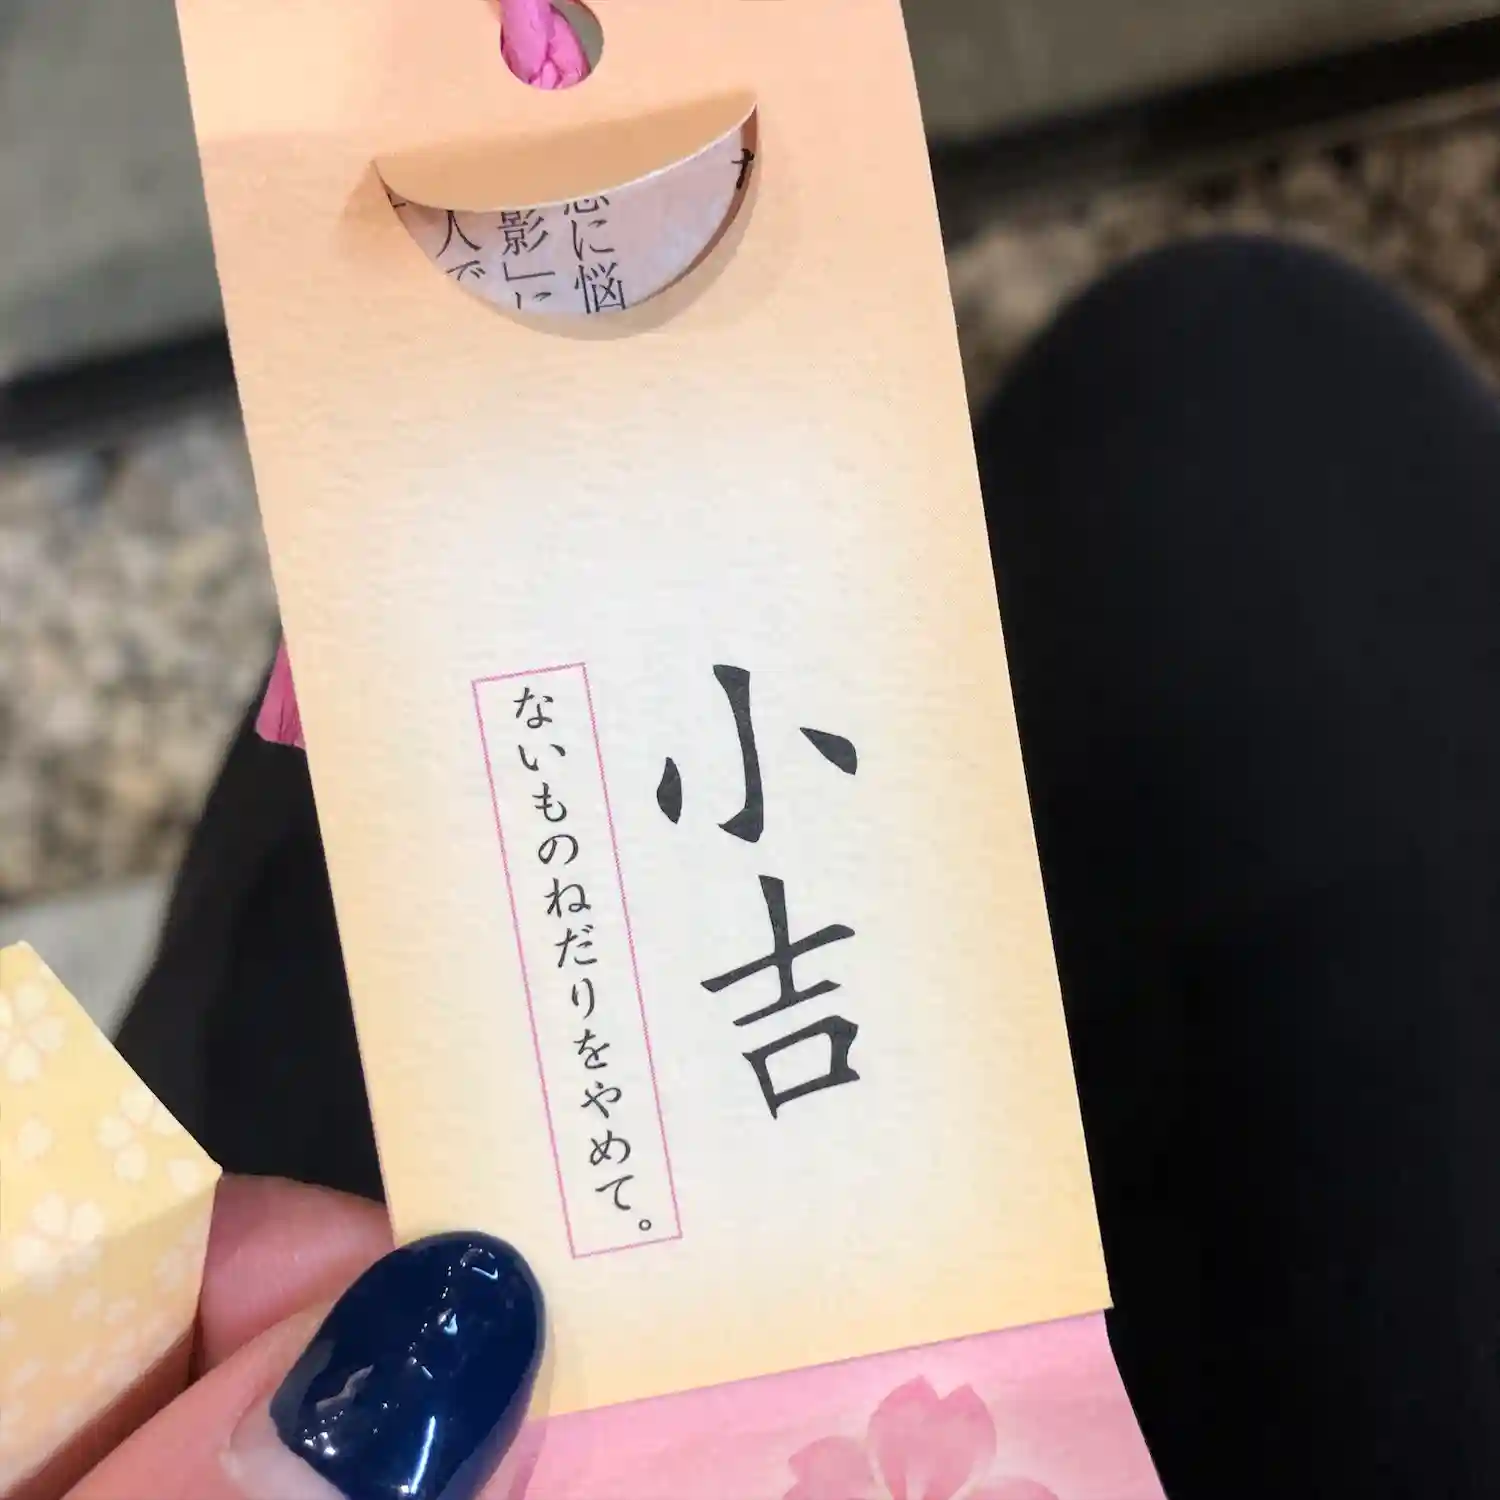 小吉
ないものねだりをやめて。
に悩
影」に
人で